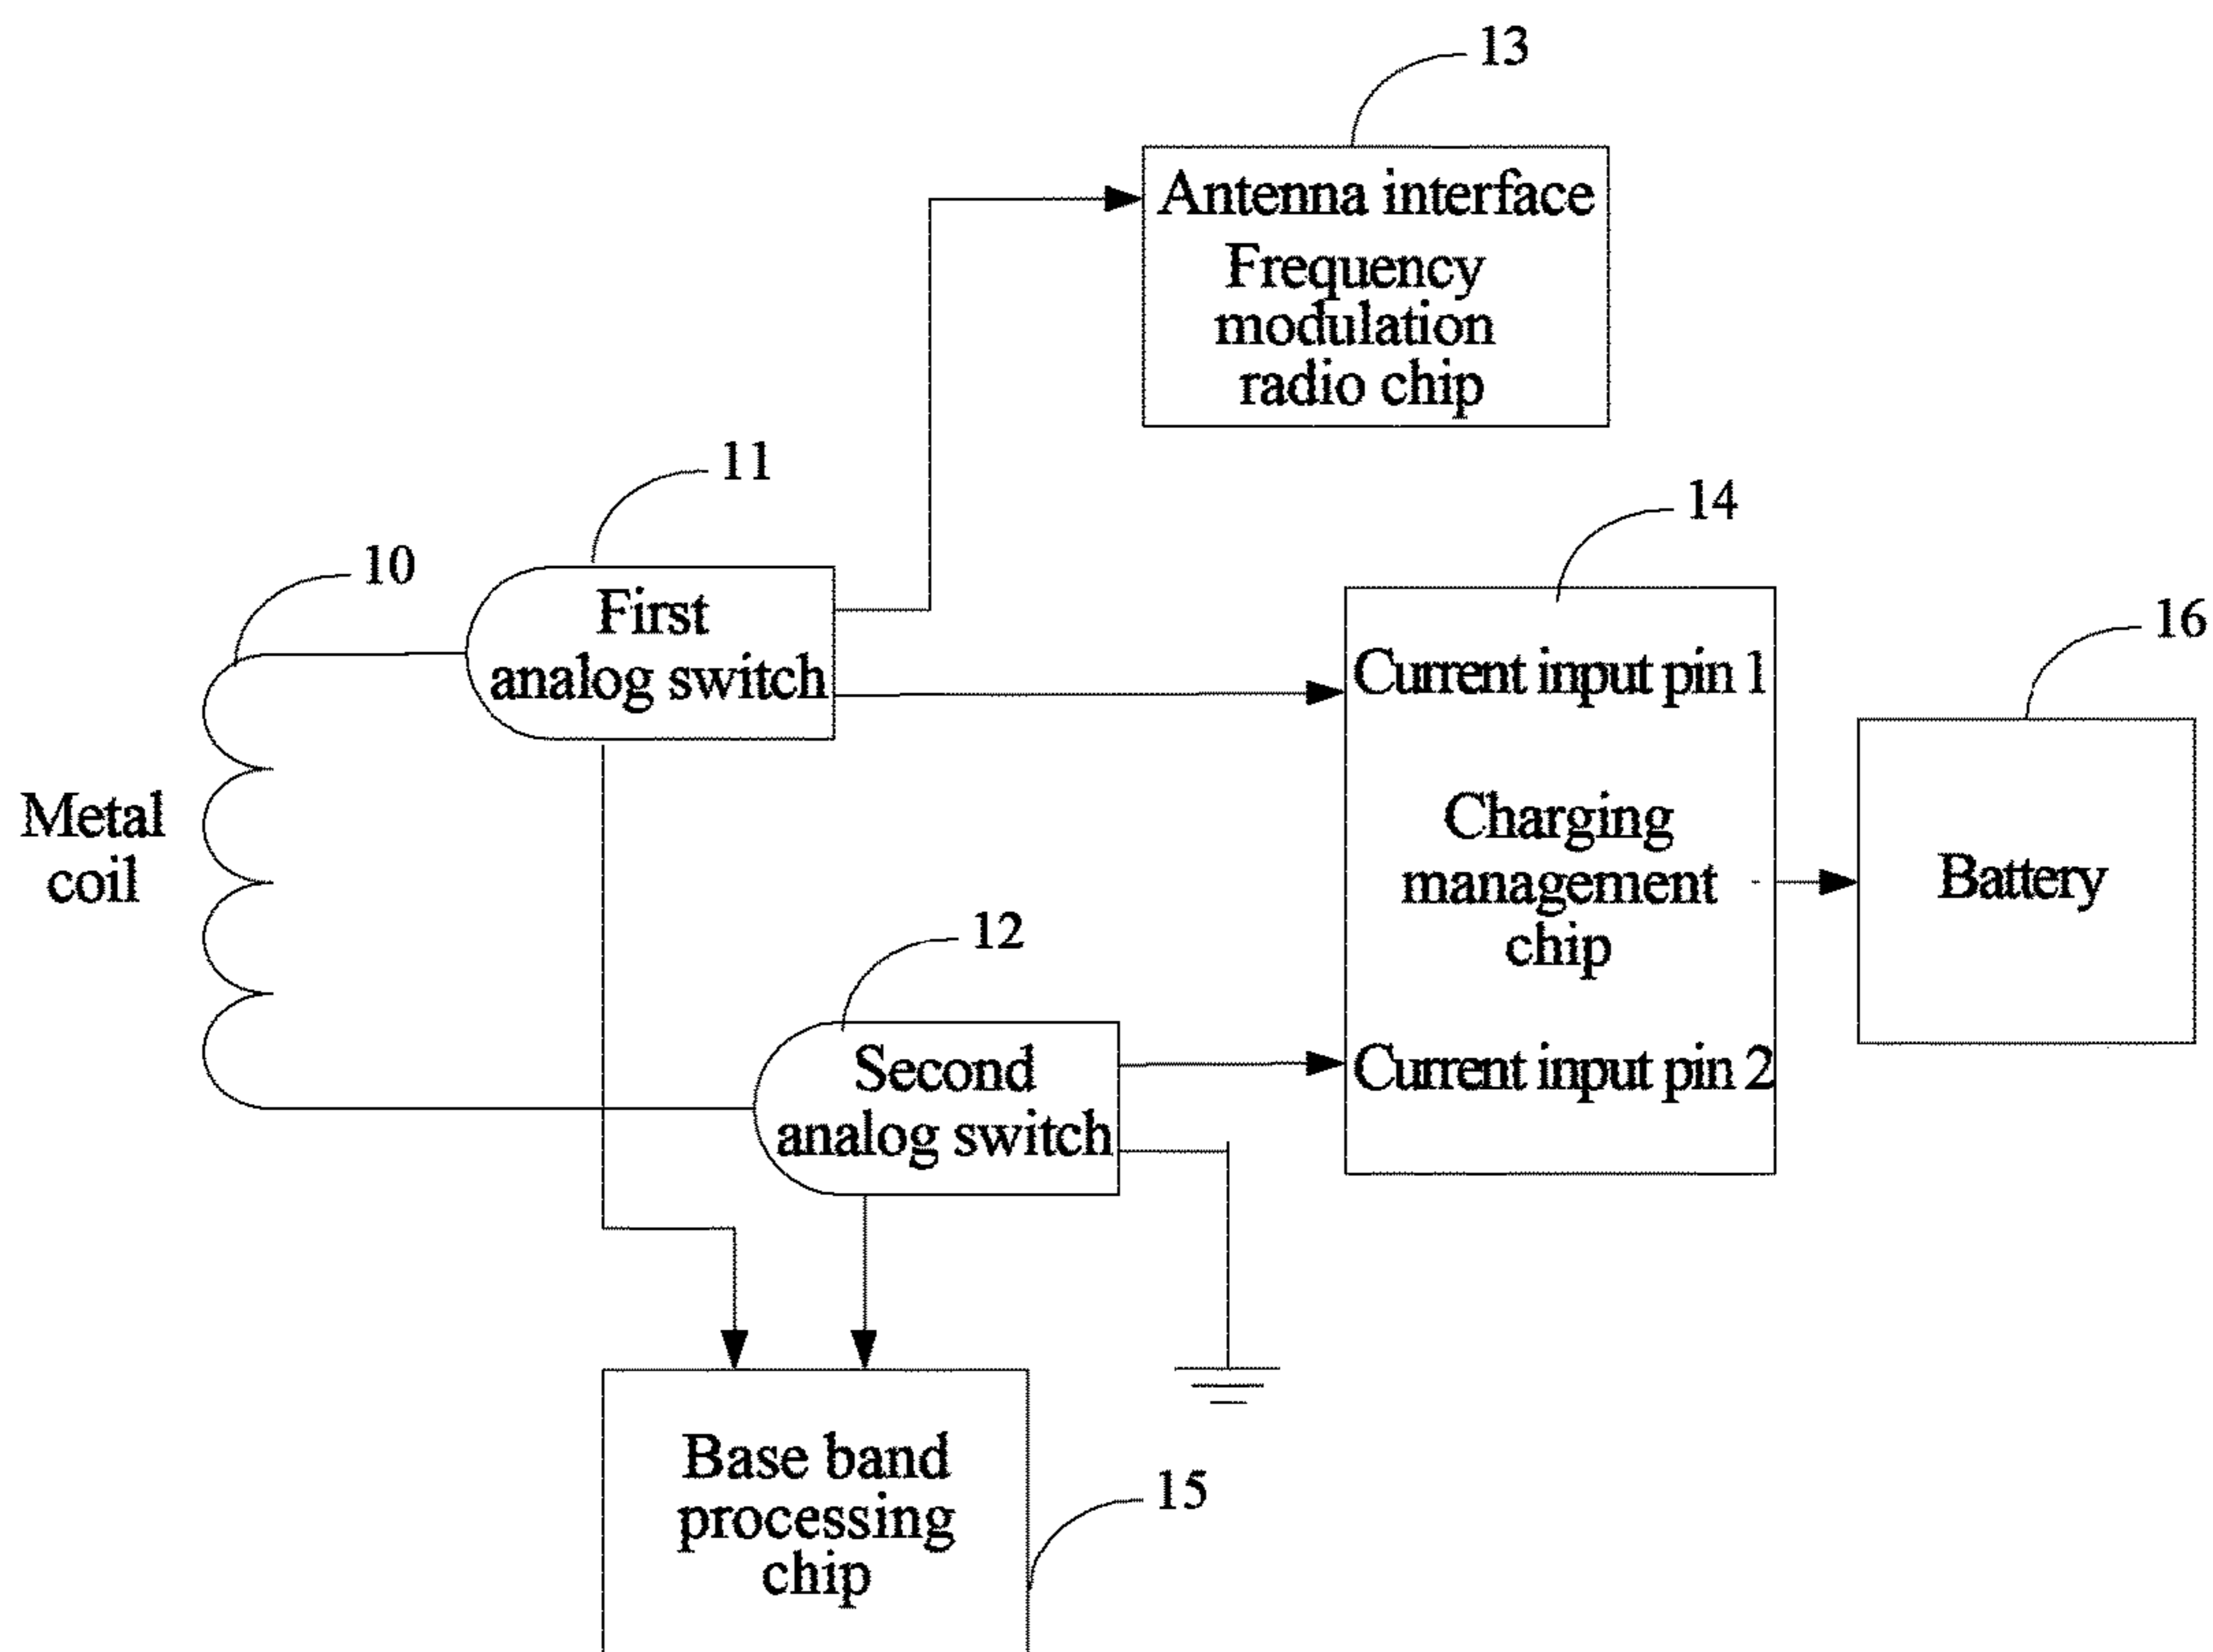 13
Antenna interface
Frequency
modulation
radio chip
11
14
10
First
analog switch
16
Current input pin 1
Metal
coil
Charging
management
chip
Battery
12
Second
analog switch
Current input pin 2
Base band
processing
chip
15